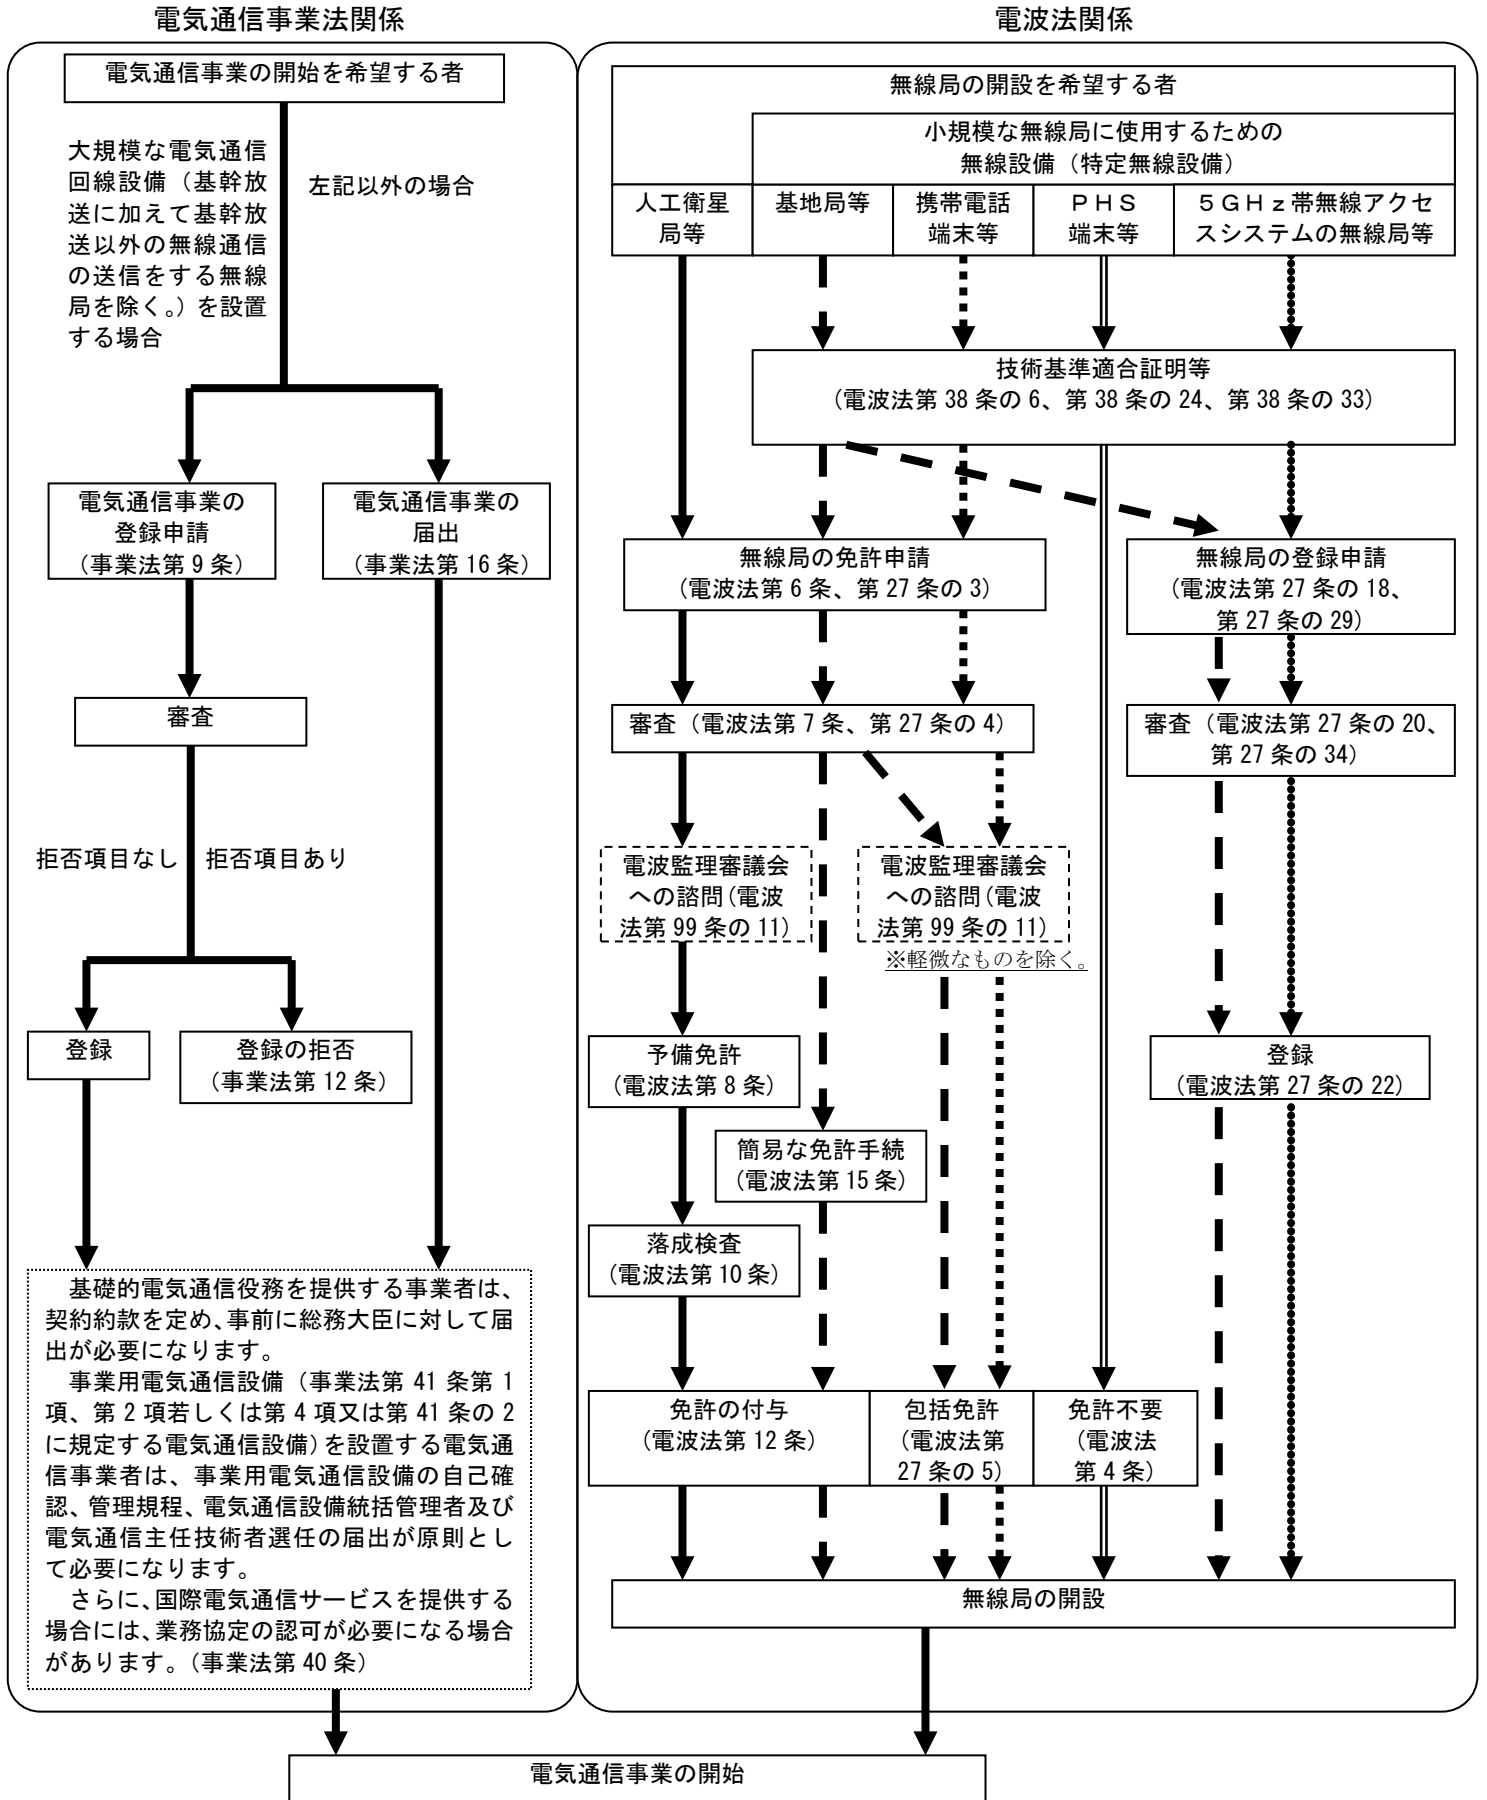 電気通信事業法関係
電気通信事業の開始を希望する者
大規模な電気通信
回線設備（基幹放
送に加えて基幹放
送以外の無線通信
の送信をする無線
局を除く。）を設置
する場合
左記以外の場合
電気通信事業の
登録申請
（事業法第 9 条）
電気通信事業の
届出
（事業法第 16 条）
審査
拒否項目なし
拒否項目あり
登録
登録の拒否
（事業法第 12 条）
基礎的電気通信役務を提供する事業者は、
契約約款を定め、事前に総務大臣に対して届
出が必要になります。
事業用電気通信設備（事業法第 41 条第 1
項、第 2 項若しくは第 4 項又は第 41 条の 2
に規定する電気通信設備）を設置する電気通
信事業者は、事業用電気通信設備の自己確
認、管理規程、電気通信設備統括管理者及び
電気通信主任技術者選任の届出が原則とし
て必要になります。
さらに、国際電気通信サービスを提供する
場合には、業務協定の認可が必要になる場合
があります。（事業法第 40 条）
電波法関係
無線局の開設を希望する者
小規模な無線局に使用するための
無線設備（特定無線設備）
人工衛星
局等
基地局等
携帯電話
端末等
ＰＨＳ
端末等
５ＧＨｚ帯無線アクセ
スシステムの無線局等
技術基準適合証明等
（電波法第 38 条の 6、第 38 条の 24、第 38 条の 33）
無線局の免許申請
（電波法第 6 条、第 27 条の 3）
無線局の登録申請
（電波法第 27 条の 18、
第 27 条の 29）
審査（電波法第 7 条、第 27 条の 4）
審査（電波法第 27 条の 20、
第 27 条の 34）
電波監理審議会
への諮問（電波
法第 99 条の 11）
電波監理審議会
への諮問（電波
法第 99 条の 11）
※軽微なものを除く。
予備免許
（電波法第 8 条）
登録
（電波法第 27 条の 22）
簡易な免許手続
（電波法第 15 条）
落成検査
（電波法第 10 条）
免許の付与
（電波法第 12 条）
包括免許
（電波法第
27 条の 5）
免許不要
（電波法
第 4 条）
無線局の開設
電気通信事業の開始